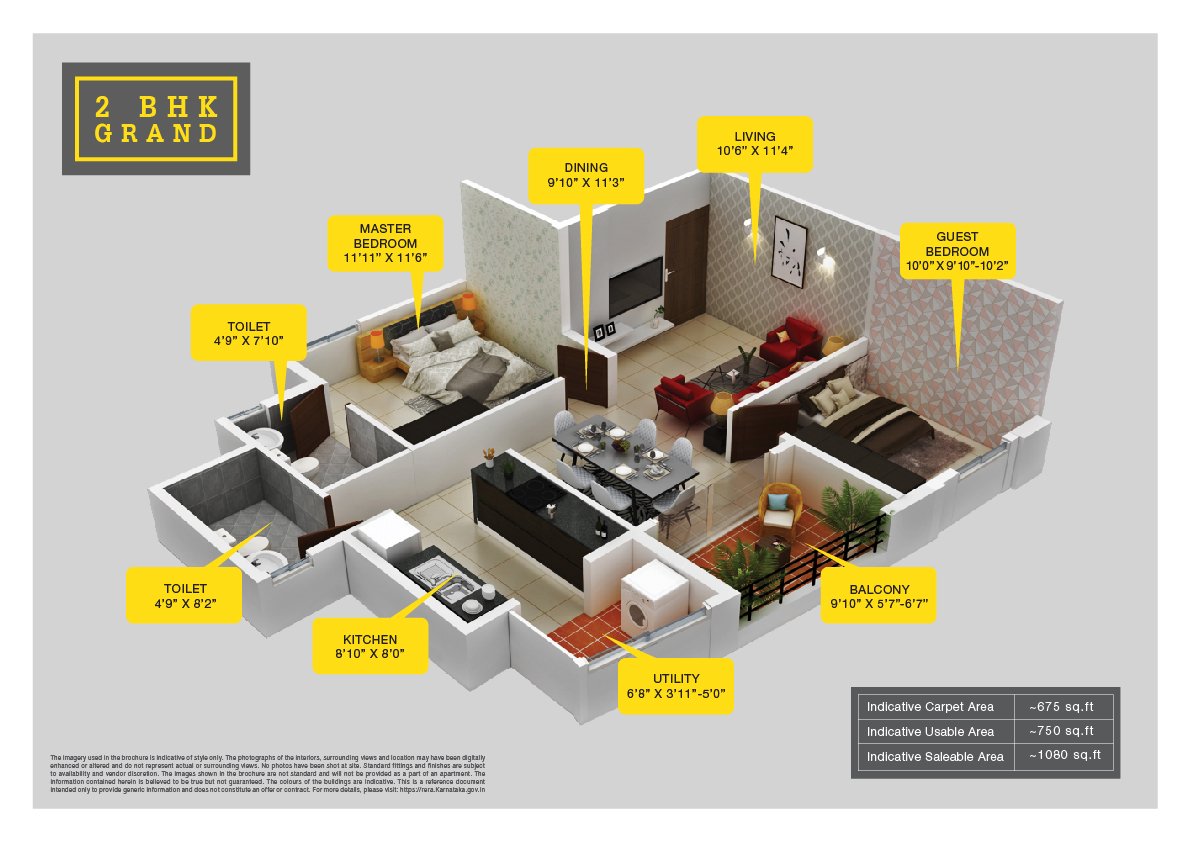 2 BHK
GRAND
LIVING
10’6” X 11’4”
DINING
9’10” X 11’3”
MASTER
BEDROOM
11’11” X 11’6”
GUEST
BEDROOM
10’0”X 9’10”-10’2”
TOILET
4’9” X 7’10”
TOILET
4’9” X 8’2”
BALCONY
9’10” X 5’7”-6’7”
KITCHEN
8’10” X 8’0”
UTILITY
6’8” X 3’11”-5’0”
Indicative Carpet Area ~675 sq.ft
Indicative Usable Area ~750 sq.ft
Indicative Saleable Area ~1080 sq.ft
The imagery used in the brochure is indicative of style only. The photographs of the interiors, surrounding views and location may have been digitally
enhanced or altered and do not represent actual or surrounding views. No photos have been shot at site. Standard fittings and finishes are subject
to availability and vendor discretion. The images shown in the brochure are not standard and will not be provided as a part of an apartment. The
information contained herein is believed to be true but not guaranteed. The colours of the buildings are indicative. This is a reference document
intended only to provide generic information and does not constitute an offer or contract. For more details, please visit: https://rera.Karnataka.gov.in